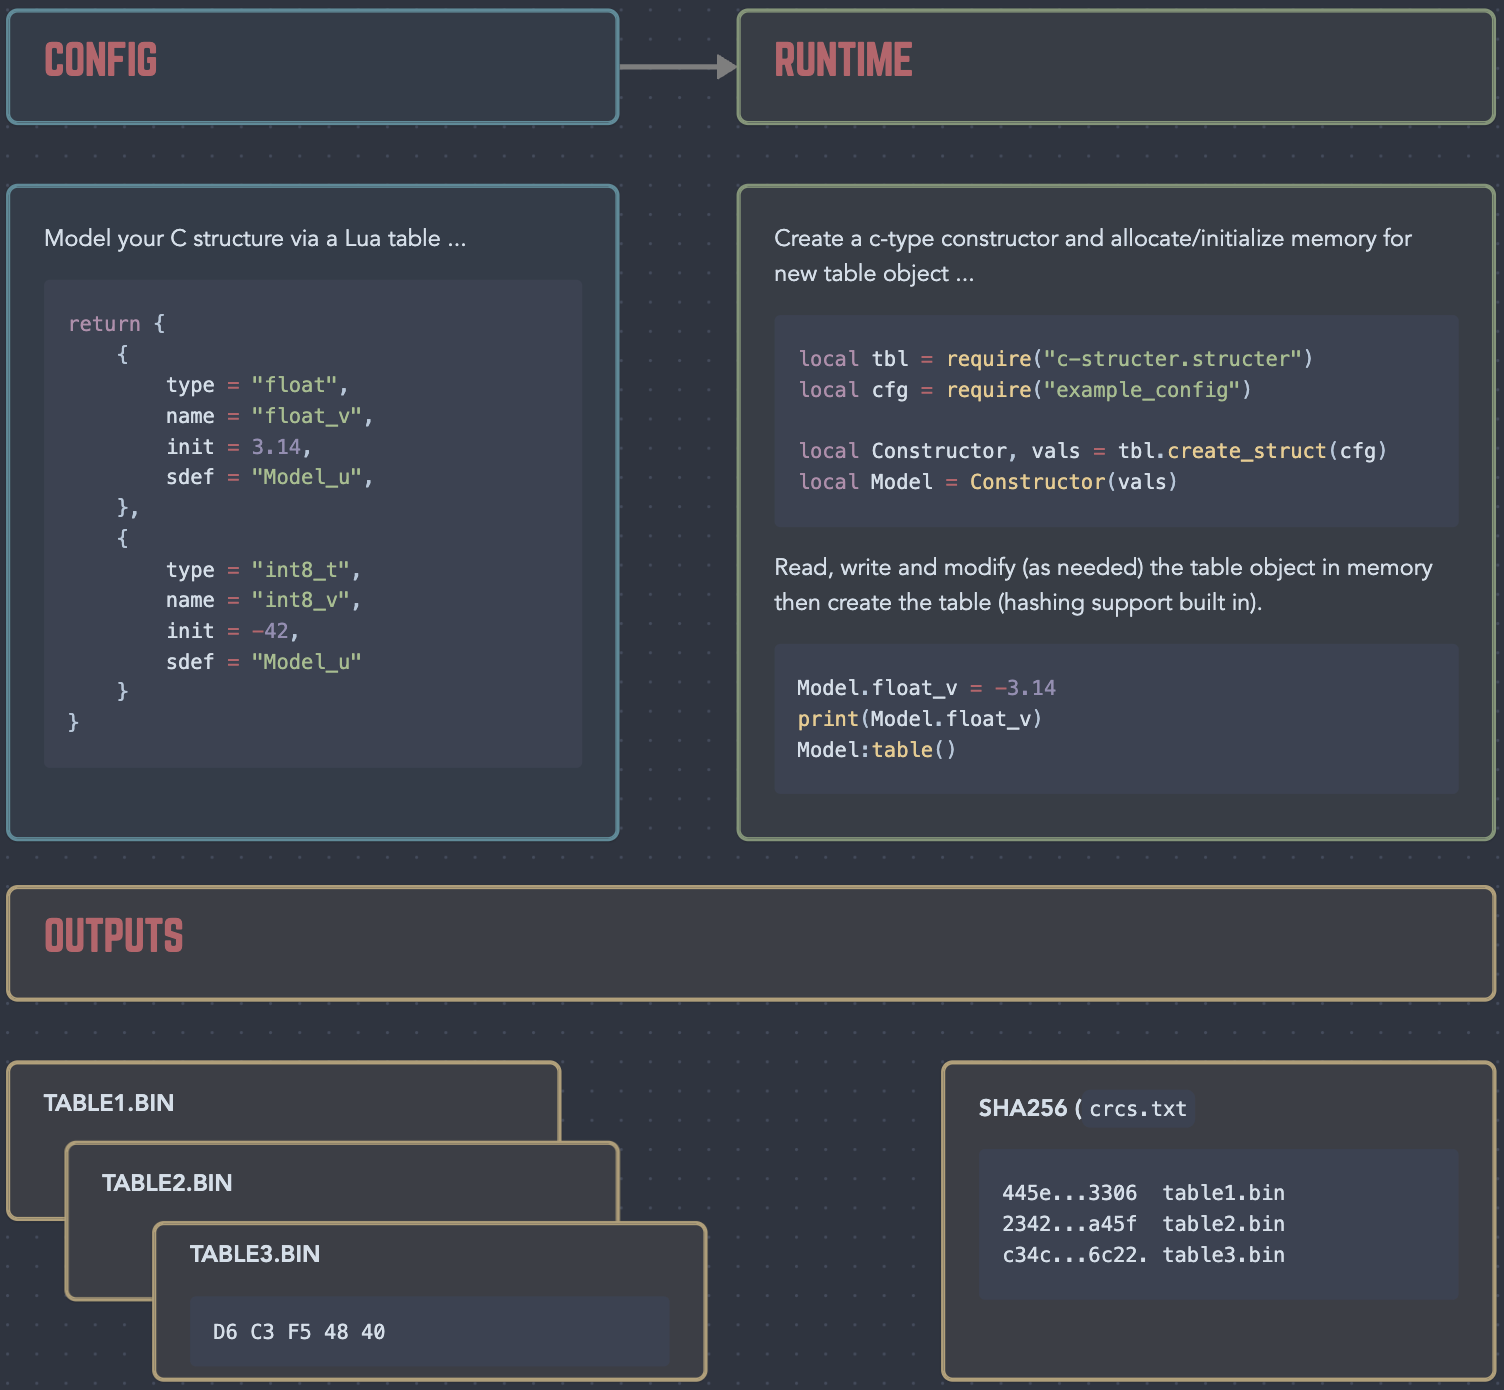 CONFIG
RUNTIME
Model your C structure via a Lua table ...
return {
    {
        type = "float",
        name = "float_v",
        init = 3.14,
        sdef = "Model_u",
    },
    {
        type = "int8_t",
        name = "int8_v",
        init = -42,
        sdef = "Model_u"
    }
}
Create a c-type constructor and allocate/initialize memory for
new table object ...
local tbl = require("c-structer.structer")
local cfg = require("example_config")
local Constructor, vals = tbl.create_struct(cfg)
local Model = Constructor(vals)
Read, write and modify (as needed) the table object in memory
then create the table (hashing support built in).
Model.float_v = -3.14
print(Model.float_v)
Model:table()
OUTPUTS
TABLE1.BIN
TABLE2.BIN
TABLE3.BIN
D6 C3 F5 48 40
SHA256 ( crcs.txt
445e...3306  table1.bin
2342...a45f  table2.bin
c34c...6c22. table3.bin